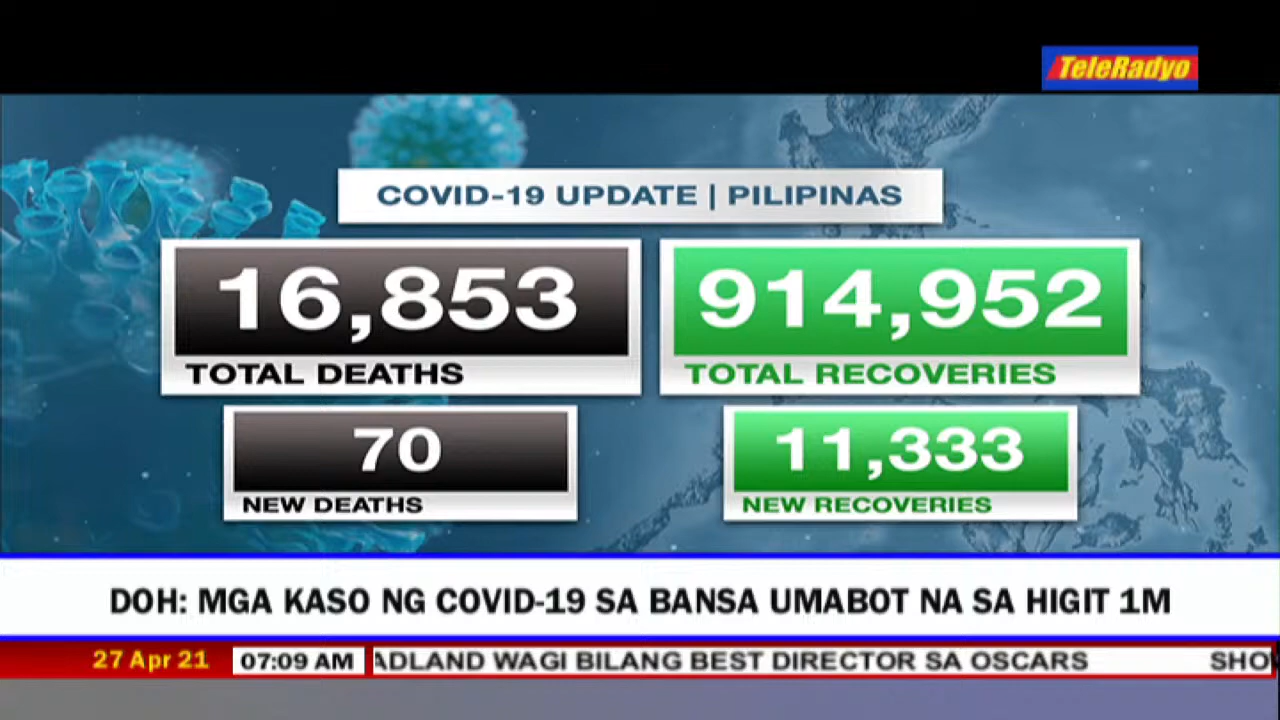 TeleRadyo
COVID-19 UPDATE | PILIPINAS
16,853
TOTAL DEATHS
914,952
TOTAL RECOVERIES
70
NEW DEATHS
11,333
NEW RECOVERIES
DOH: MGA KASO NG COVID-19 SA BANSA UMABOT NA SA HIGIT 1M
27 Apr 21 07:09 AM ADLAND WAGI BILANG BEST DIRECTOR SA OSCARS